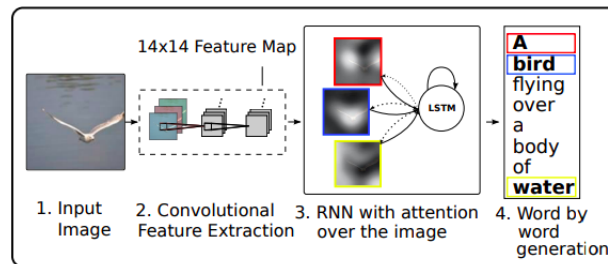 14x14 Feature Map
LSTM
A
bird
flying
over
a
body
of
water
1. Input
Image
2. Convolutional
Feature Extraction
3. RNN with attention
over the image
4. Word by
word
generation